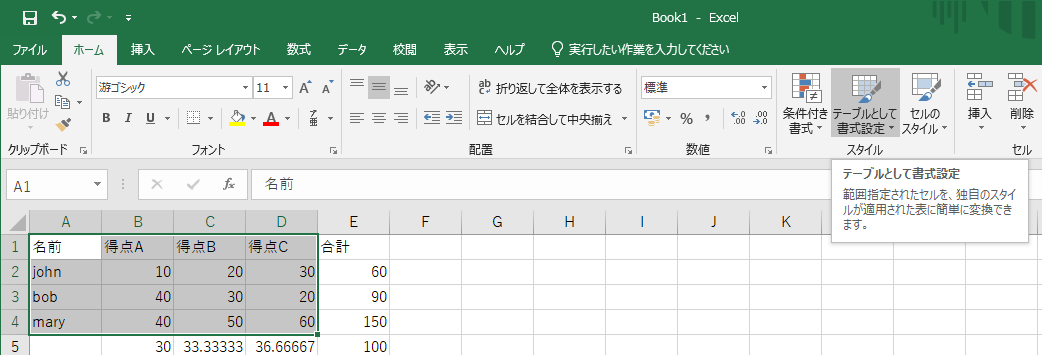 Book1 - Excel
ファイル ホーム 挿入 ページ レイアウト 数式 データ 校閲 表示 ヘルプ 実行したい作業を入力してください
貼り付け
クリップボード
游ゴシック 11 A A
B I U A ア亜
フォント
ab 折り返して全体を表示する
セルを結合して中央揃え
配置
標準
% , .0 .00 .00 .0
数値
条件付き書式
テーブルとして書式設定
セルのスタイル
スタイル
挿入 削除
セル
A1 fx 名前
テーブルとして書式設定
範囲指定されたセルを、独自のスタイ
ルが適用された表に簡単に変換でき
ます。
A B C D E F G H I J K
1 名前 得点A 得点B 得点C 合計
2 john 10 20 30 60
3 bob 40 30 20 90
4 mary 40 50 60 150
5 30 33.33333 36.66667 100